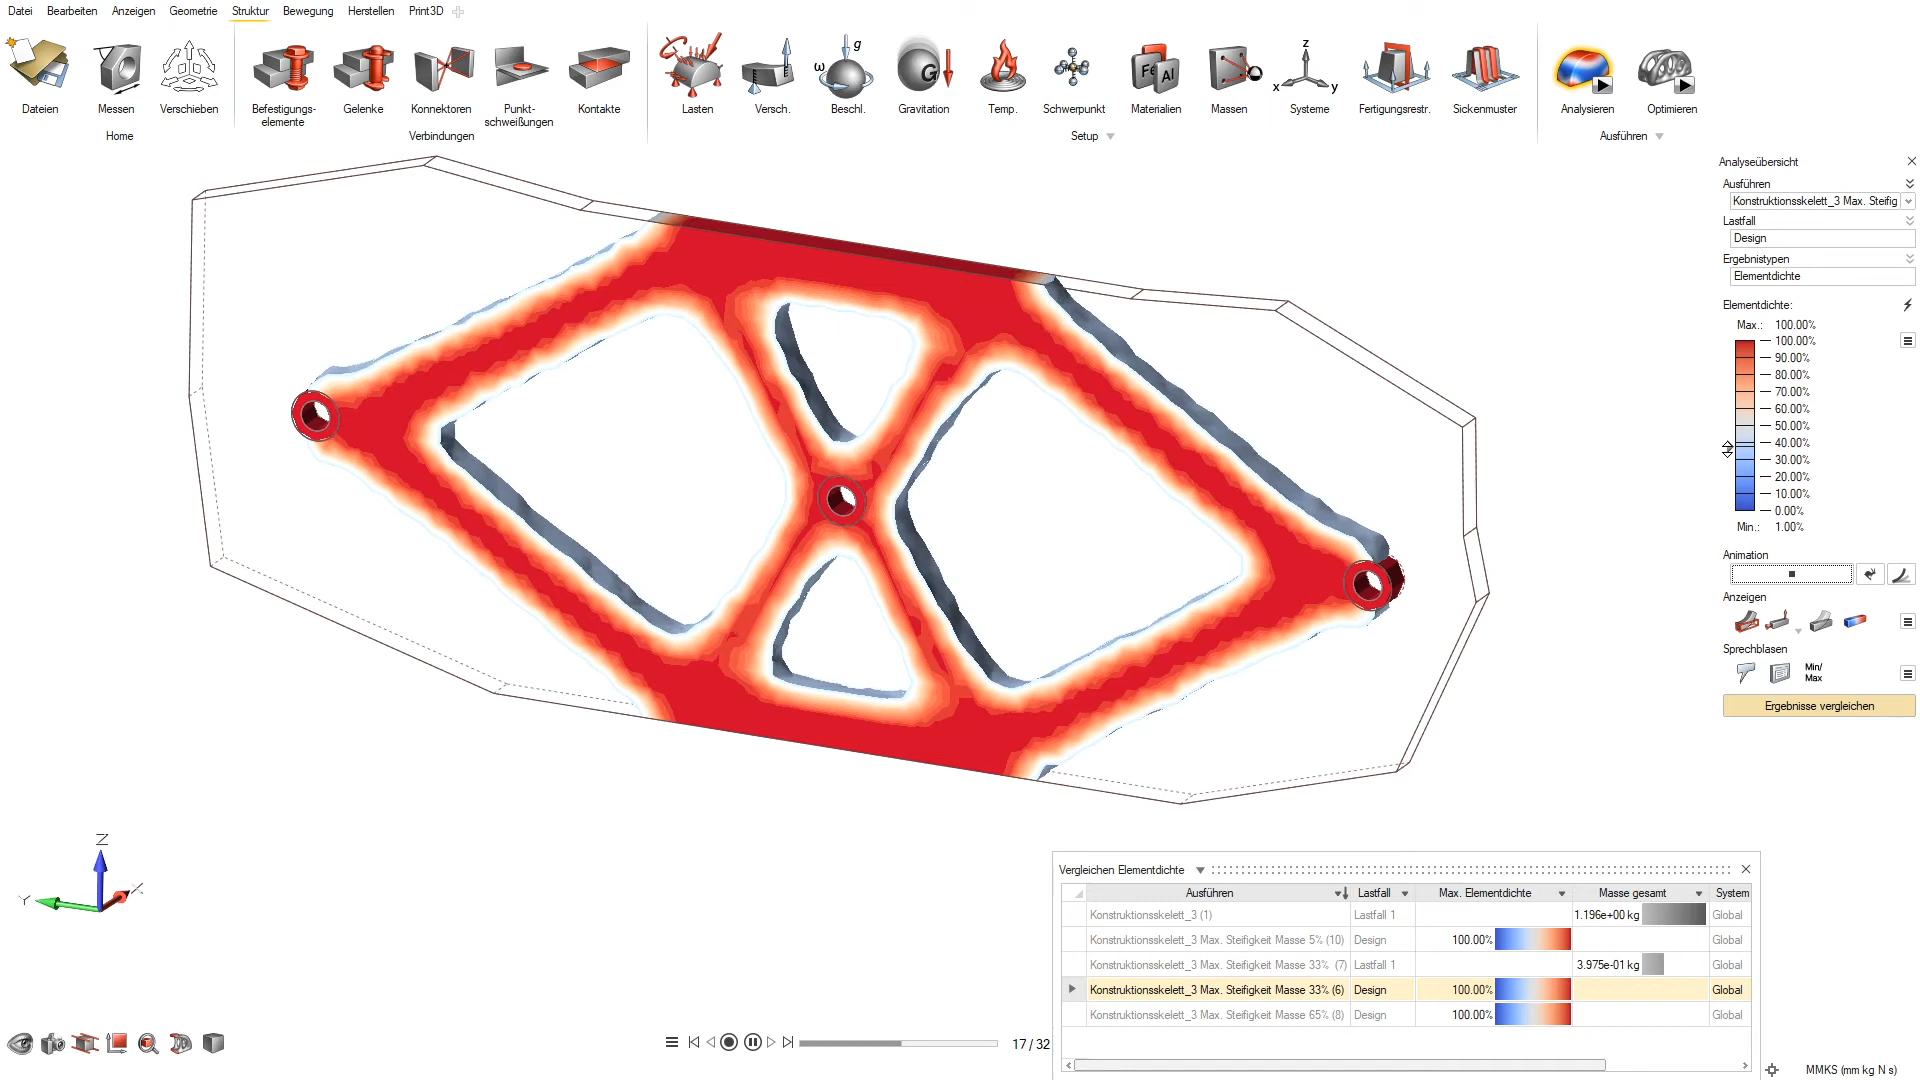 Datei Bearbeiten Anzeigen Geometrie Struktur Bewegung Herstellen Print3D
Dateien Messen Verschieben Befestigungs-elemente Gelenke Konnektoren Punkt-schweißungen Kontakte Lasten Versch. Beschl. Gravitation Temp. Schwerpunkt Materialien Massen Systeme Fertigungsrestr. Sickenmuster Analysieren Optimieren
ω g G Fe Al z x y
Home Verbindungen Setup Ausführen
Analyseübersicht
Ausführen
Konstruktionsskelett_3 Max. Steifig
Lastfall
Design
Ergebnistypen
Elementdichte
Elementdichte:
Max.: 100.00%
100.00%
90.00%
80.00%
70.00%
60.00%
50.00%
40.00%
30.00%
20.00%
10.00%
0.00%
Min.: 1.00%
Animation
Anzeigen
Sprechblasen
Min/
Max
Ergebnisse vergleichen
Z
Y X
Vergleichen Elementdichte
Ausführen Lastfall Max. Elementdichte Masse gesamt System
Konstruktionsskelett_3 (1) Lastfall 1 1.196e+00 kg Global
Konstruktionsskelett_3 Max. Steifigkeit Masse 5% (10) Design 100.00% Global
Konstruktionsskelett_3 Max. Steifigkeit Masse 33% (7) Lastfall 1 3.975e-01 kg Global
Konstruktionsskelett_3 Max. Steifigkeit Masse 33% (6) Design 100.00% Global
Konstruktionsskelett_3 Max. Steifigkeit Masse 65% (8) Design 100.00% Global
17 / 32
MMKS (mm kg N s)